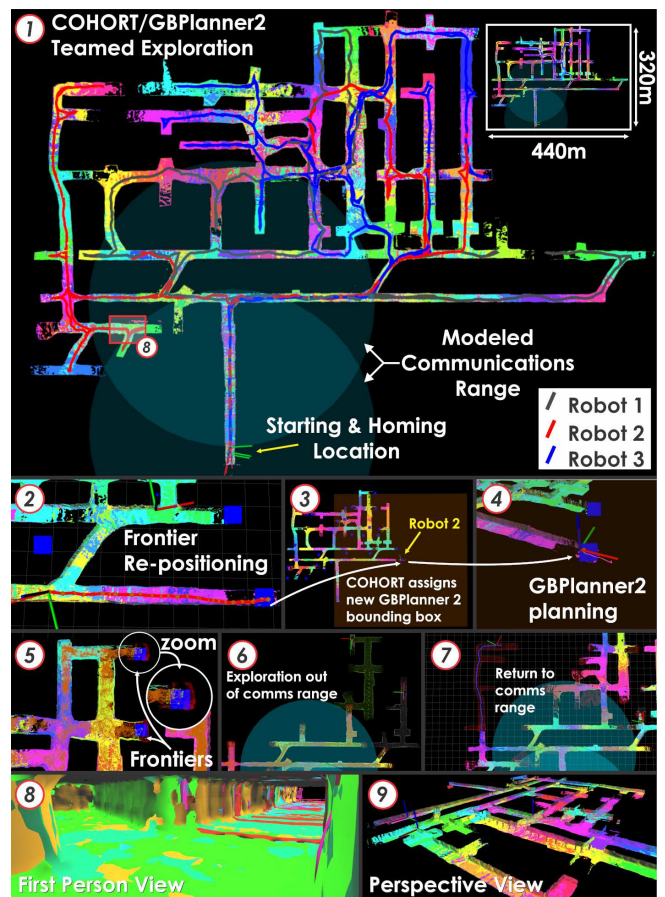 1
COHORT/GBPlanner2
Teamed Exploration
320m
440m
8
Modeled
Communications
Range
Starting & Homing
Location
Robot 1
Robot 2
Robot 3
2
Frontier
Re-positioning
3
Robot 2
COHORT assigns
new GBPlanner 2
bounding box
4
GBPlanner2
planning
5
zoom
Frontiers
6
Exploration out
of comms range
7
Return to
comms
range
8
First Person View
9
Perspective View